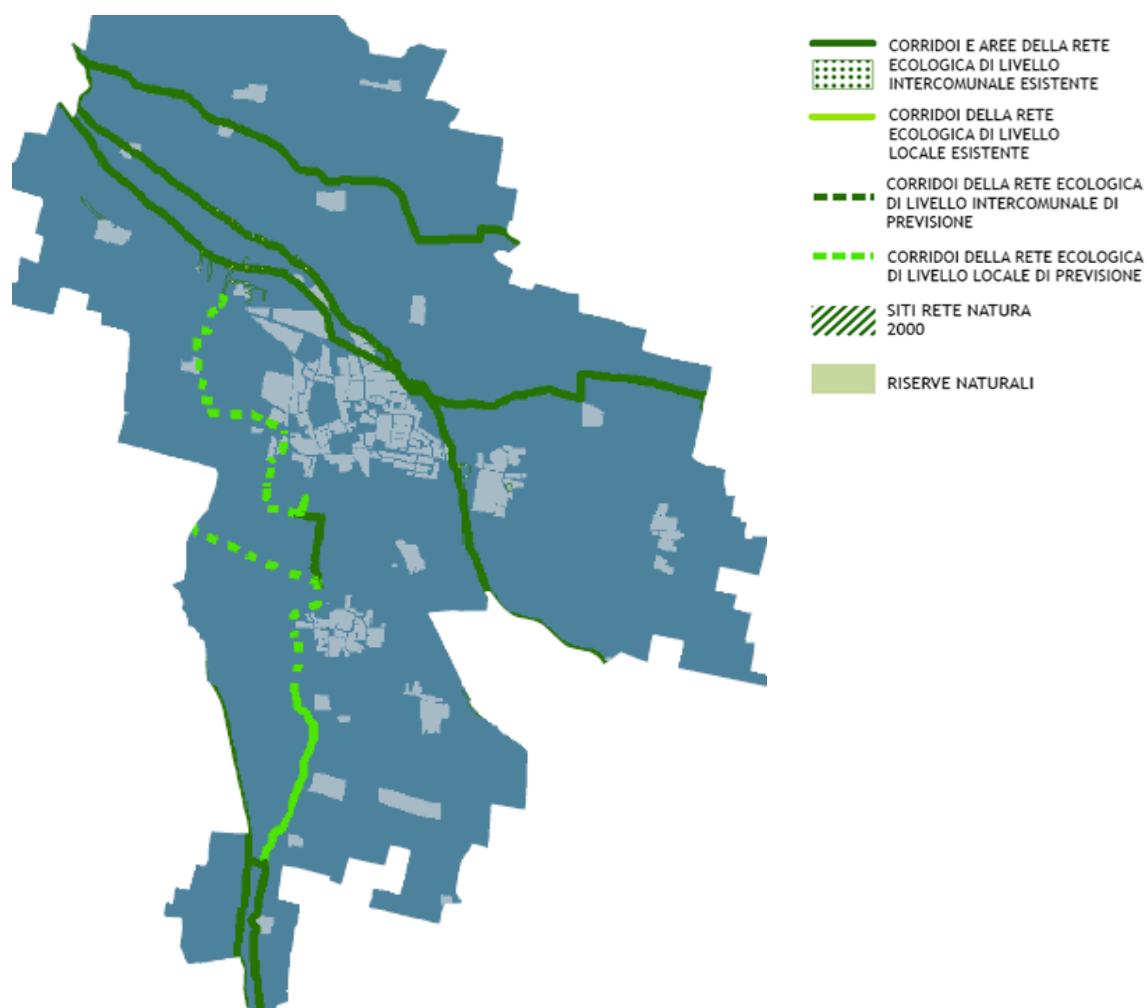 CORRIDOI E AREE DELLA RETE
ECOLOGICA DI LIVELLO
INTERCOMUNALE ESISTENTE
CORRIDOI DELLA RETE
ECOLOGICA DI LIVELLO
LOCALE ESISTENTE
CORRIDOI DELLA RETE ECOLOGICA
DI LIVELLO INTERCOMUNALE DI
PREVISIONE
CORRIDOI DELLA RETE ECOLOGICA
DI LIVELLO LOCALE DI PREVISIONE
SITI RETE NATURA
2000
RISERVE NATURALI